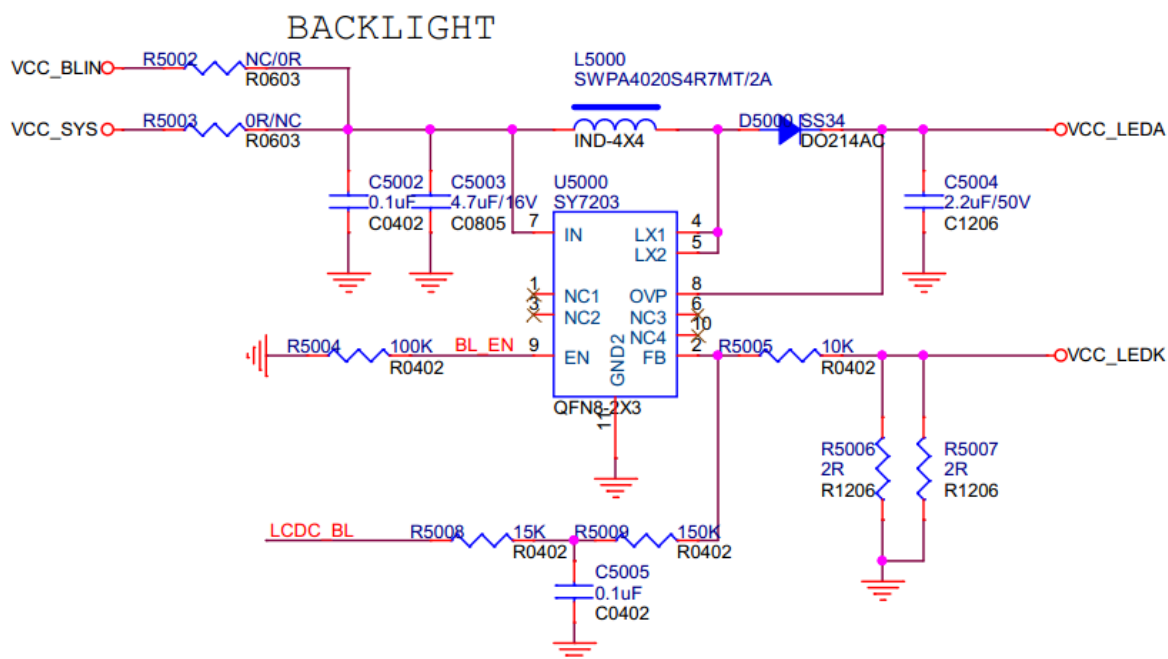 BACKLIGHT
VCC_BLIN
R5002
NC/0R
R0603
VCC_SYS
R5003
0R/NC
R0603
L5000
SWPA4020S4R7MT/2A
IND-4X4
D5000
SS34
DO214AC
VCC_LEDA
C5002
0.1uF
C0402
C5003
4.7uF/16V
C0805
C5004
2.2uF/50V
C1206
U5000
SY7203
7
IN
LX1
4
LX2
5
1
NC1
OVP
8
3
NC2
NC3
6
NC4
10
9
EN
FB
2
GND2
11
QFN8-2X3
R5004
100K
R0402
BL_EN
R5005
10K
R0402
VCC_LEDK
R5006
2R
R1206
R5007
2R
R1206
LCDC_BL
R5008
15K
R0402
R5009
150K
R0402
C5005
0.1uF
C0402